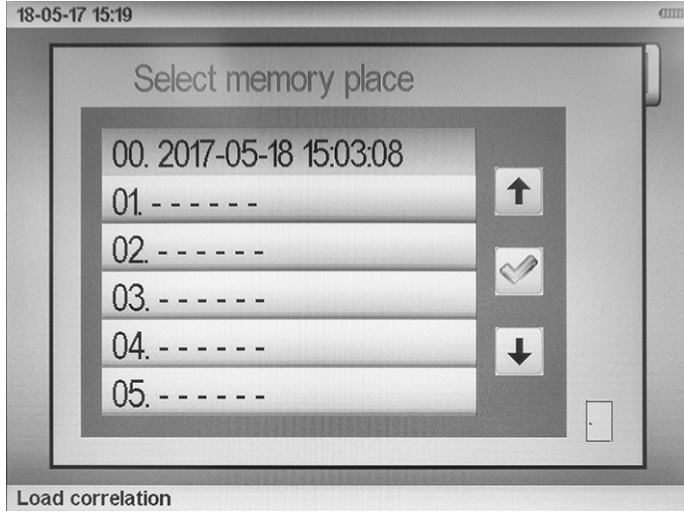 18-05-17 15:19
Select memory place
00. 2017-05-18 15:03:08
01. - - - - - -
02. - - - - - -
03. - - - - - -
04. - - - - - -
05. - - - - - -
Load correlation